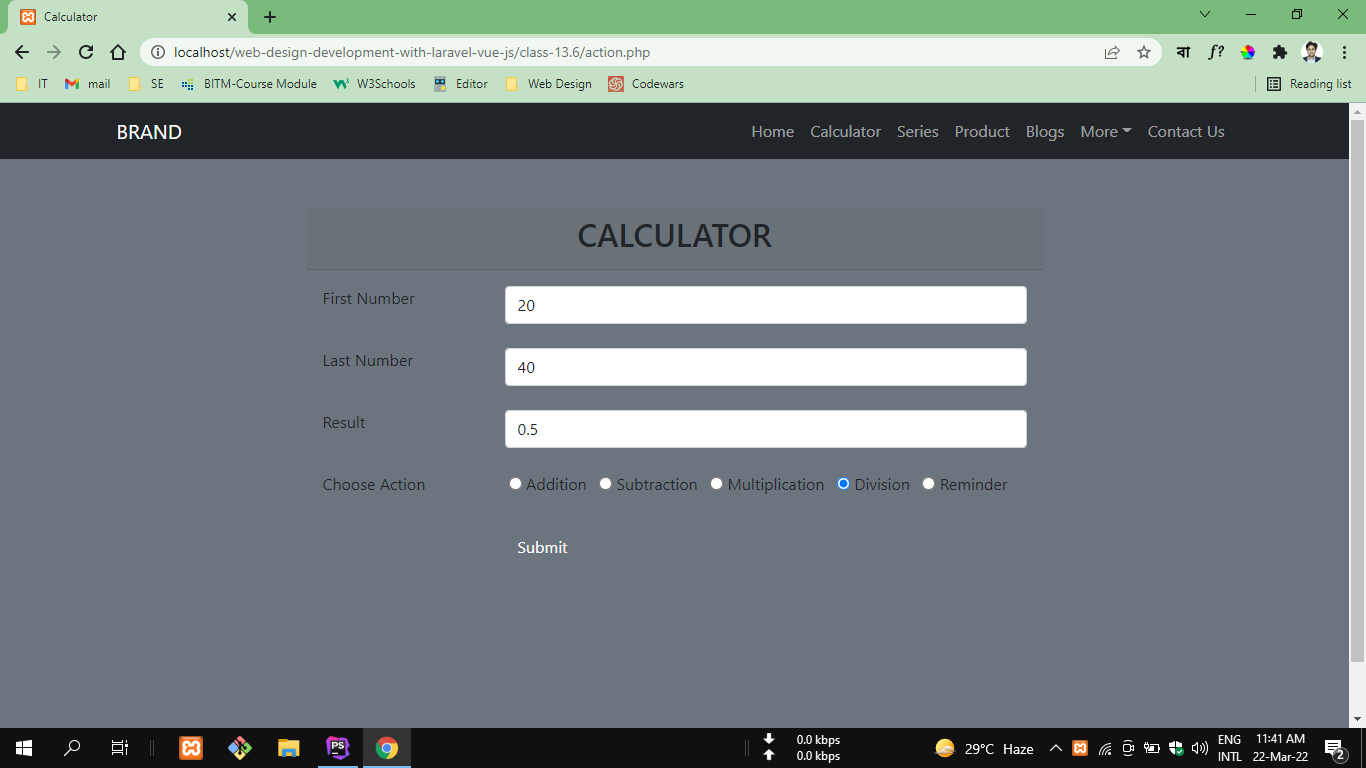 Calculator
localhost/web-design-development-with-laravel-vue-js/class-13.6/action.php
বা f?
IT mail SE BITM-Course Module W3Schools Editor Web Design Codewars Reading list
BRAND Home Calculator Series Product Blogs More Contact Us
CALCULATOR
First Number 20
Last Number 40
Result 0.5
Choose Action Addition Subtraction Multiplication Division Reminder
Submit
PS
0.0 kbps
0.0 kbps
29°C Haze
ENG
INTL
11:41 AM
22-Mar-22
2